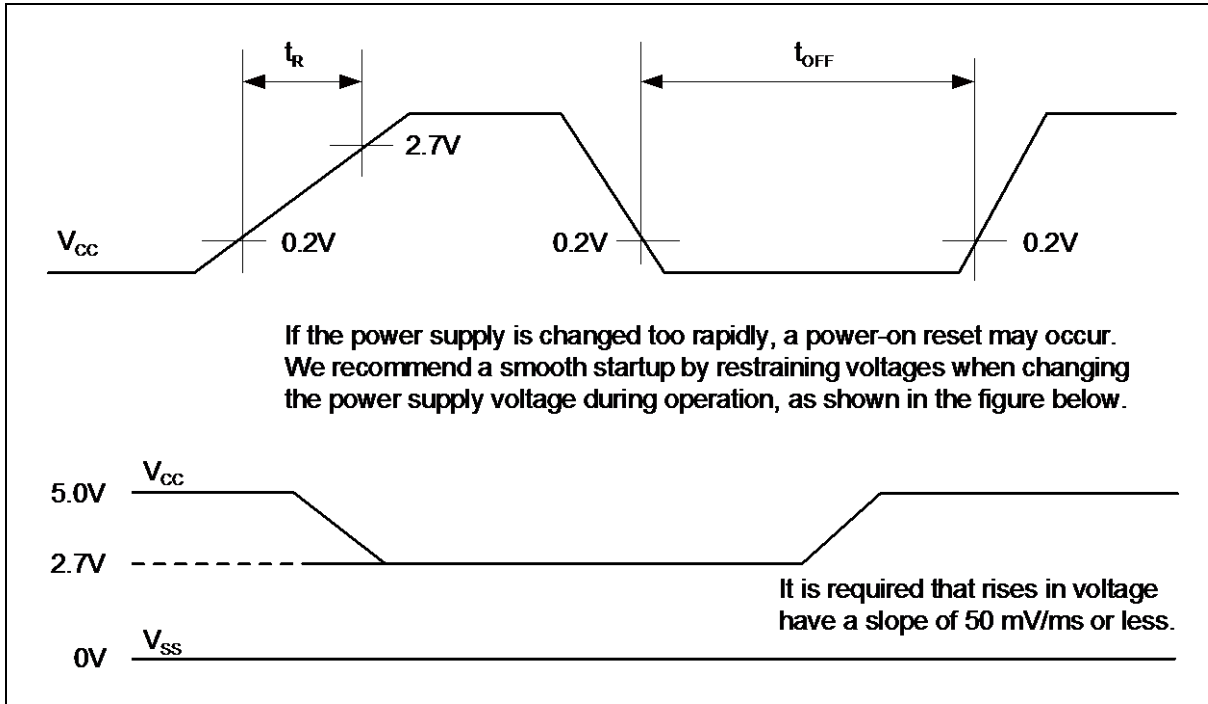 tR
tOFF
2.7V
VCC
0.2V
0.2V
0.2V
If the power supply is changed too rapidly, a power-on reset may occur.
We recommend a smooth startup by restraining voltages when changing
the power supply voltage during operation, as shown in the figure below.
VCC
5.0V
2.7V
It is required that rises in voltage
have a slope of 50 mV/ms or less.
VSS
0V